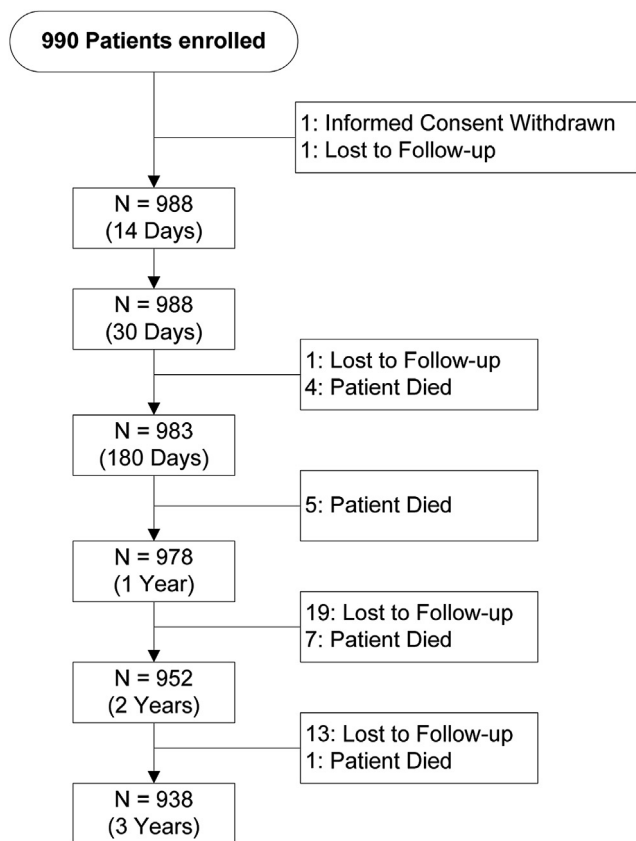 990 Patients enrolled
1: Informed Consent Withdrawn
1: Lost to Follow-up
N = 988
(14 Days)
N = 988
(30 Days)
1: Lost to Follow-up
4: Patient Died
N = 983
(180 Days)
5: Patient Died
N = 978
(1 Year)
19: Lost to Follow-up
7: Patient Died
N = 952
(2 Years)
13: Lost to Follow-up
1: Patient Died
N = 938
(3 Years)